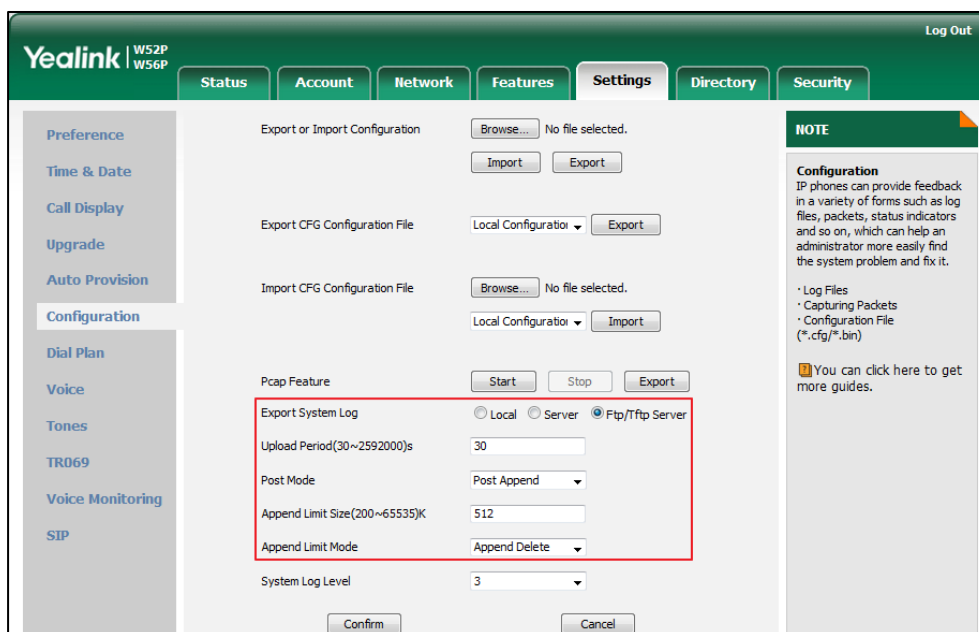 Log Out
Yealink | W52P
W56P
Status Account Network Features Settings Directory Security
Preference
Time & Date
Call Display
Upgrade
Auto Provision
Configuration
Dial Plan
Voice
Tones
TR069
Voice Monitoring
SIP
Export or Import Configuration Browse... No file selected.
Import Export
Export CFG Configuration File Local Configuration Export
Import CFG Configuration File Browse... No file selected.
Local Configuration Import
Pcap Feature Start Stop Export
Export System Log Local Server Ftp/Tftp Server
Upload Period(30~2592000)s 30
Post Mode Post Append
Append Limit Size(200~65535)K 512
Append Limit Mode Append Delete
System Log Level 3
Confirm Cancel
NOTE
Configuration
IP phones can provide feedback
in a variety of forms such as log
files, packets, status indicators
and so on, which can help an
administrator more easily find
the system problem and fix it.
· Log Files
· Capturing Packets
· Configuration File
(*.cfg/*.bin)
You can click here to get
more guides.